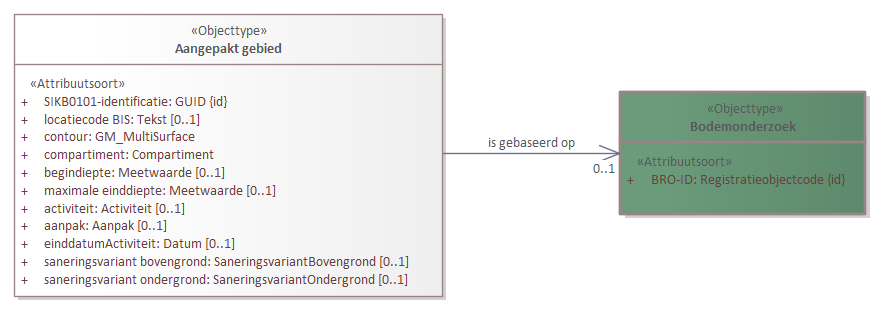 «Objecttype»
Aangepakt gebied
«Attribuutsoort»
+ SIKB0101-identificatie: GUID {id}
+ locatiecode BIS: Tekst [0..1]
+ contour: GM_MultiSurface
+ compartiment: Compartiment
+ begindiepte: Meetwaarde [0..1]
+ maximale einddiepte: Meetwaarde [0..1]
+ activiteit: Activiteit [0..1]
+ aanpak: Aanpak [0..1]
+ einddatumActiviteit: Datum [0..1]
+ saneringsvariant bovengrond: SaneringsvariantBovengrond [0..1]
+ saneringsvariant ondergrond: SaneringsvariantOndergrond [0..1]
is gebaseerd op
0..1
«Objecttype»
Bodemonderzoek
«Attribuutsoort»
+ BRO-ID: Registratieobjectcode {id}